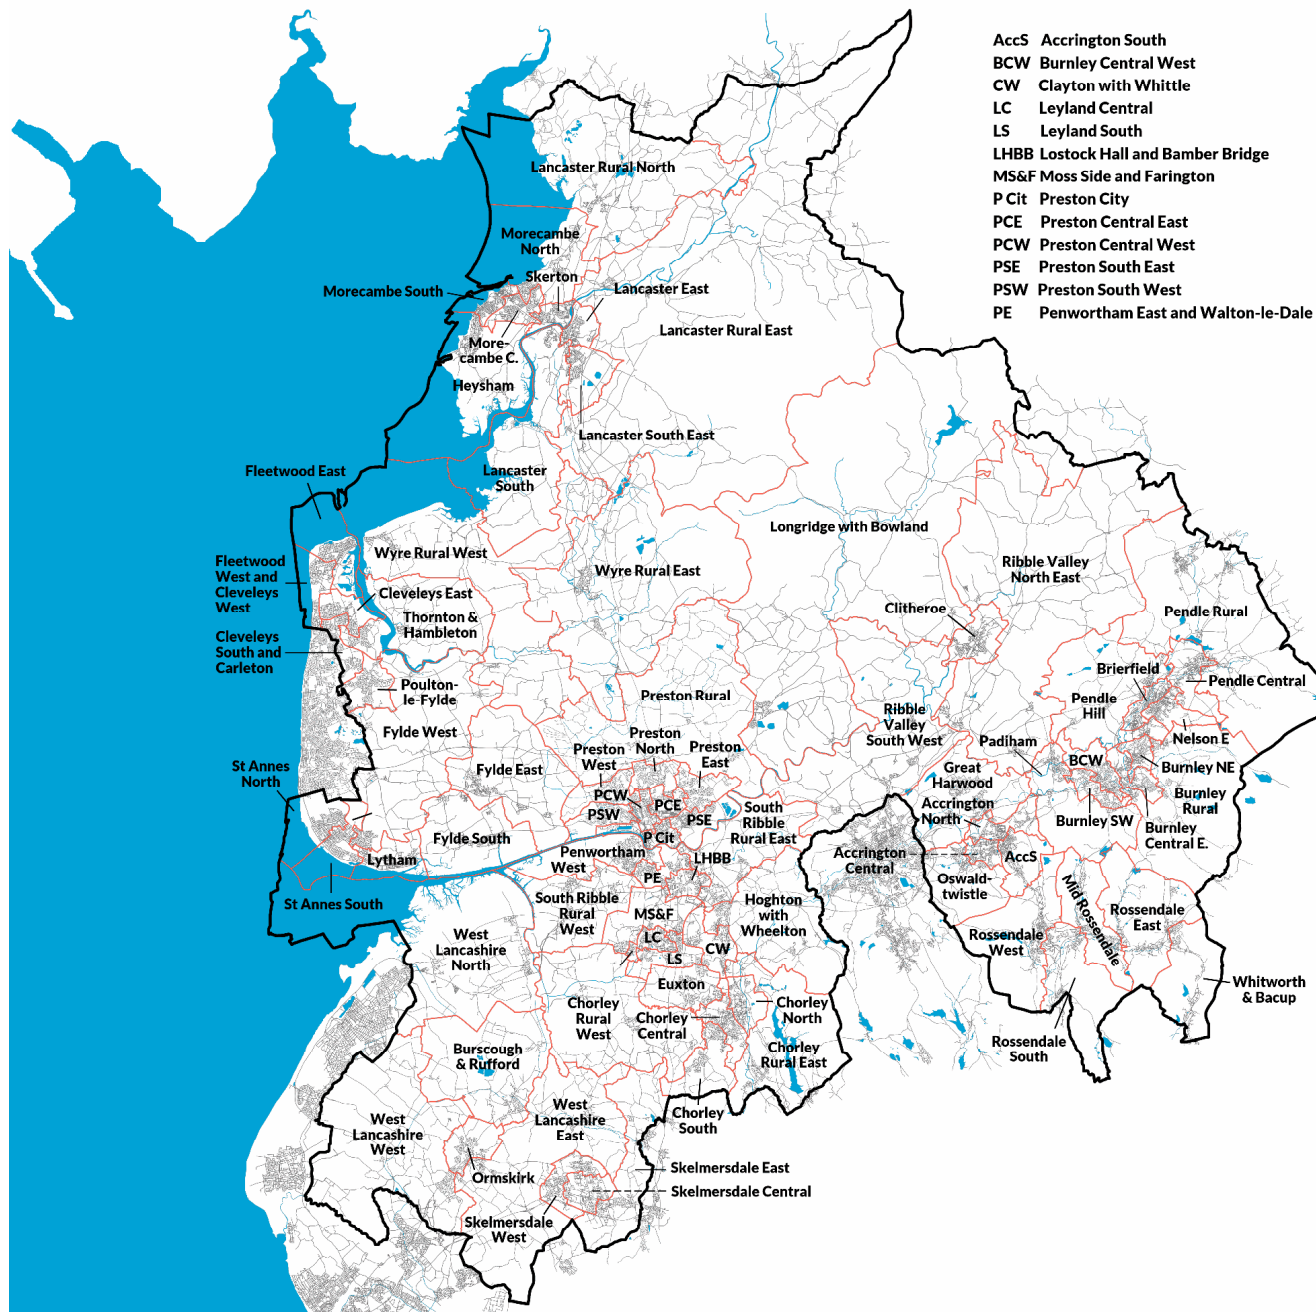 AccS Accrington South
BCW Burnley Central West
CW Clayton with Whittle
LC Leyland Central
LS Leyland South
LHBB Lostock Hall and Bamber Bridge
MS&F Moss Side and Farington
P Cit Preston City
PCE Preston Central East
PCW Preston Central West
PSE Preston South East
PSW Preston South West
PE Penwortham East and Walton-le-Dale
Lancaster Rural North
Morecambe
North
Skerton
Morecambe South
Lancaster East
Lancaster Rural East
More-
cambe C.
Heysham
Lancaster South East
Lancaster
South
Fleetwood East
Longridge with Bowland
Wyre Rural West
Fleetwood
West and
Cleveleys
West
Wyre Rural East
Ribble Valley
North East
Cleveleys East
Thornton &
Hambleton
Clitheroe
Pendle Rural
Cleveleys
South and
Carleton
Brierfield
Pendle Central
Poulton-
le-Fylde
Preston Rural
Pendle
Hill
Ribble
Valley
South West
Fylde West
Preston
North
Preston
West
Preston
East
Padiham
Nelson E
St Annes
North
Fylde East
BCW
Burnley NE
Great
Harwood
PCW
PCE
PSW
PSE
Burnley
Rural
Accrington
North
South
Ribble
Rural East
Burnley SW
Burnley
Central E.
Fylde South
P Cit
Penwortham
West
LHBB
Accrington
Central
AccS
Lytham
PE
Oswald-
twistle
St Annes South
South Ribble
Rural
West
MS&F
Hoghton
with
Wheelton
Mid Rossendale
Rossendale
East
West
Lancashire
North
LC
LS
CW
Rossendale
West
Euxton
Whitworth
& Bacup
Chorley
Rural
West
Chorley
Central
Chorley
North
Rossendale
South
Burscough
& Rufford
Chorley
Rural East
West
Lancashire
East
Chorley
South
West
Lancashire
West
Ormskirk
Skelmersdale East
Skelmersdale Central
Skelmersdale
West